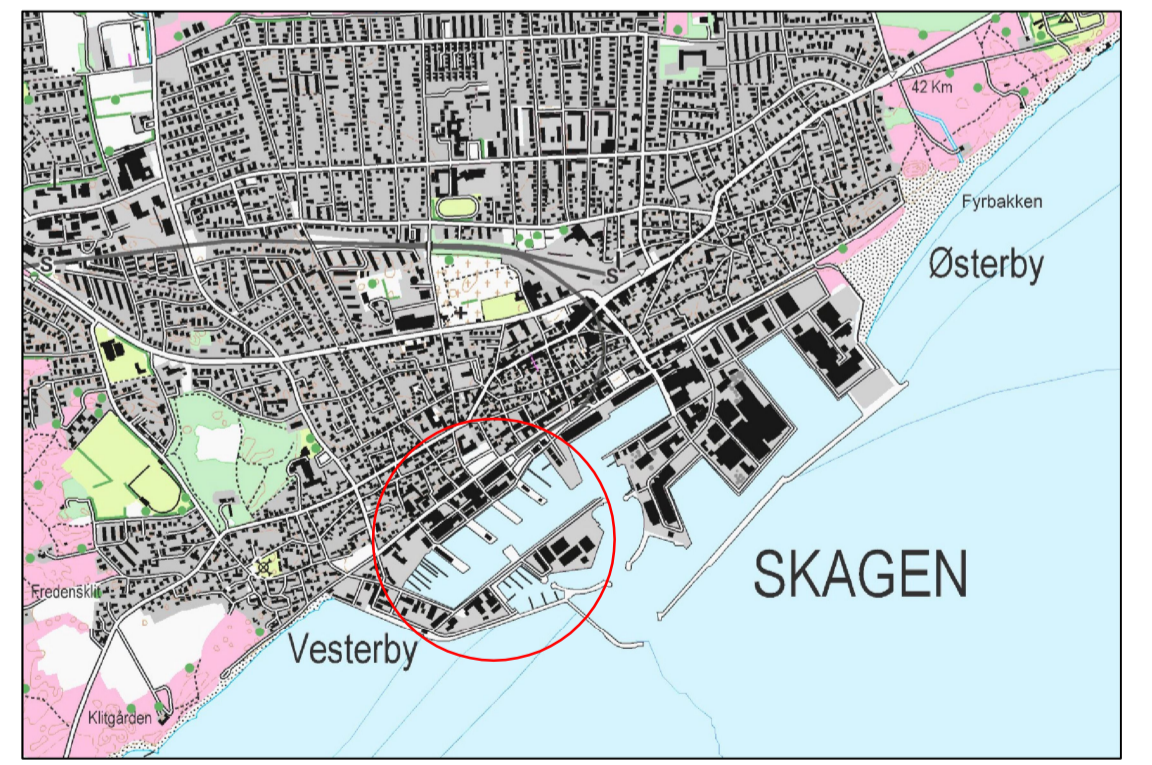 42 Km
Fyrbakken
Østerby
S
S
SKAGEN
Fredensklit
Vesterby
Klitgården